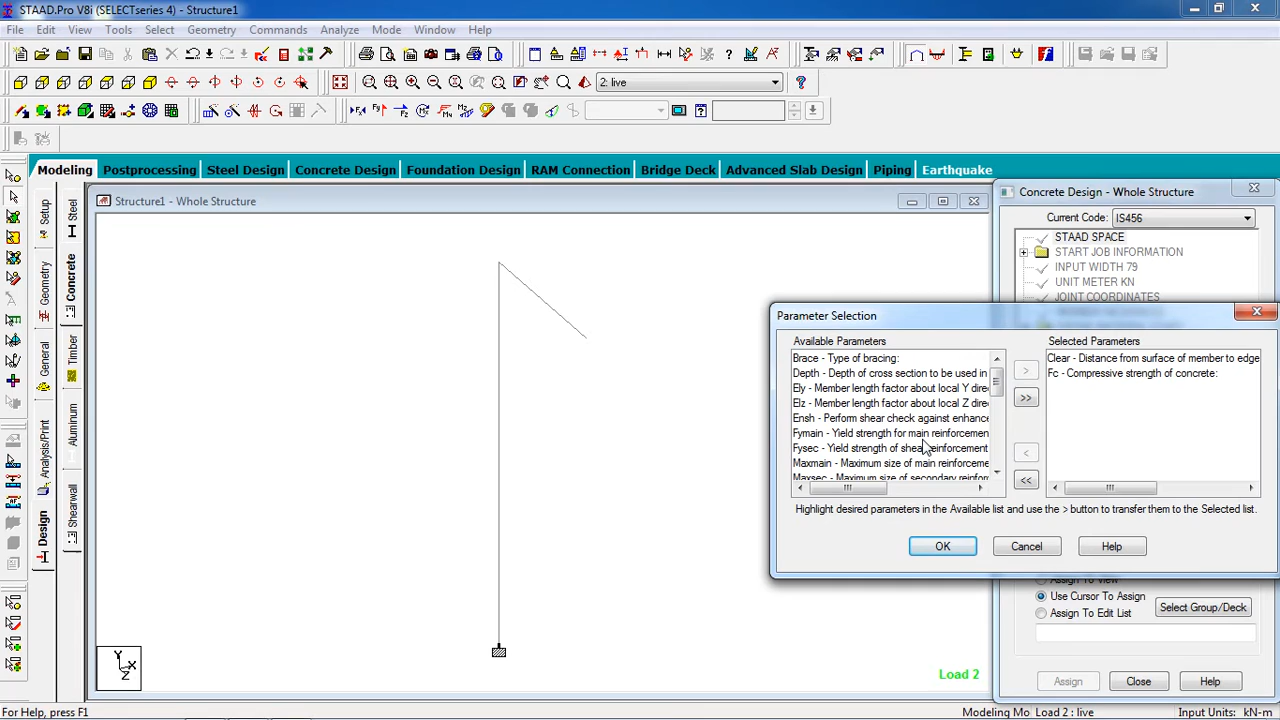 STAAD.Pro V8i (SELECTseries 4) - Structure1
File Edit View Tools Select Geometry Commands Analyze Mode Window Help
2: live
Modeling Postprocessing Steel Design Concrete Design Foundation Design RAM Connection Bridge Deck Advanced Slab Design Piping Earthquake
Setup
Geometry
General
Analysis/Print
Design
Steel
Concrete
Timber
Aluminum
Shearwall
Structure1 - Whole Structure
Load 2
Concrete Design - Whole Structure
Current Code: IS456
STAAD SPACE
START JOB INFORMATION
INPUT WIDTH 79
UNIT METER KN
JOINT COORDINATES
Parameter Selection
Available Parameters
Brace - Type of bracing:
Depth - Depth of cross section to be used in
Ely - Member length factor about local Y dire
Elz - Member length factor about local Z dire
Ensh - Perform shear check against enhance
Fymain - Yield strength for main reinforcemen
Fysec - Yield strength of shear reinforcement
Maxmain - Maximum size of main reinforceme
Maxsec - Maximum size of secondary reinfor
> >> < <<
Selected Parameters
Clear - Distance from surface of member to edge
Fc - Compressive strength of concrete:
Highlight desired parameters in the Available list and use the > button to transfer them to the Selected list.
OK Cancel Help
Assign To View
Use Cursor To Assign
Assign To Edit List
Select Group/Deck
Assign Close Help
Y
X
Z
For Help, press F1
Modeling Mo Load 2 : live Input Units: kN-m